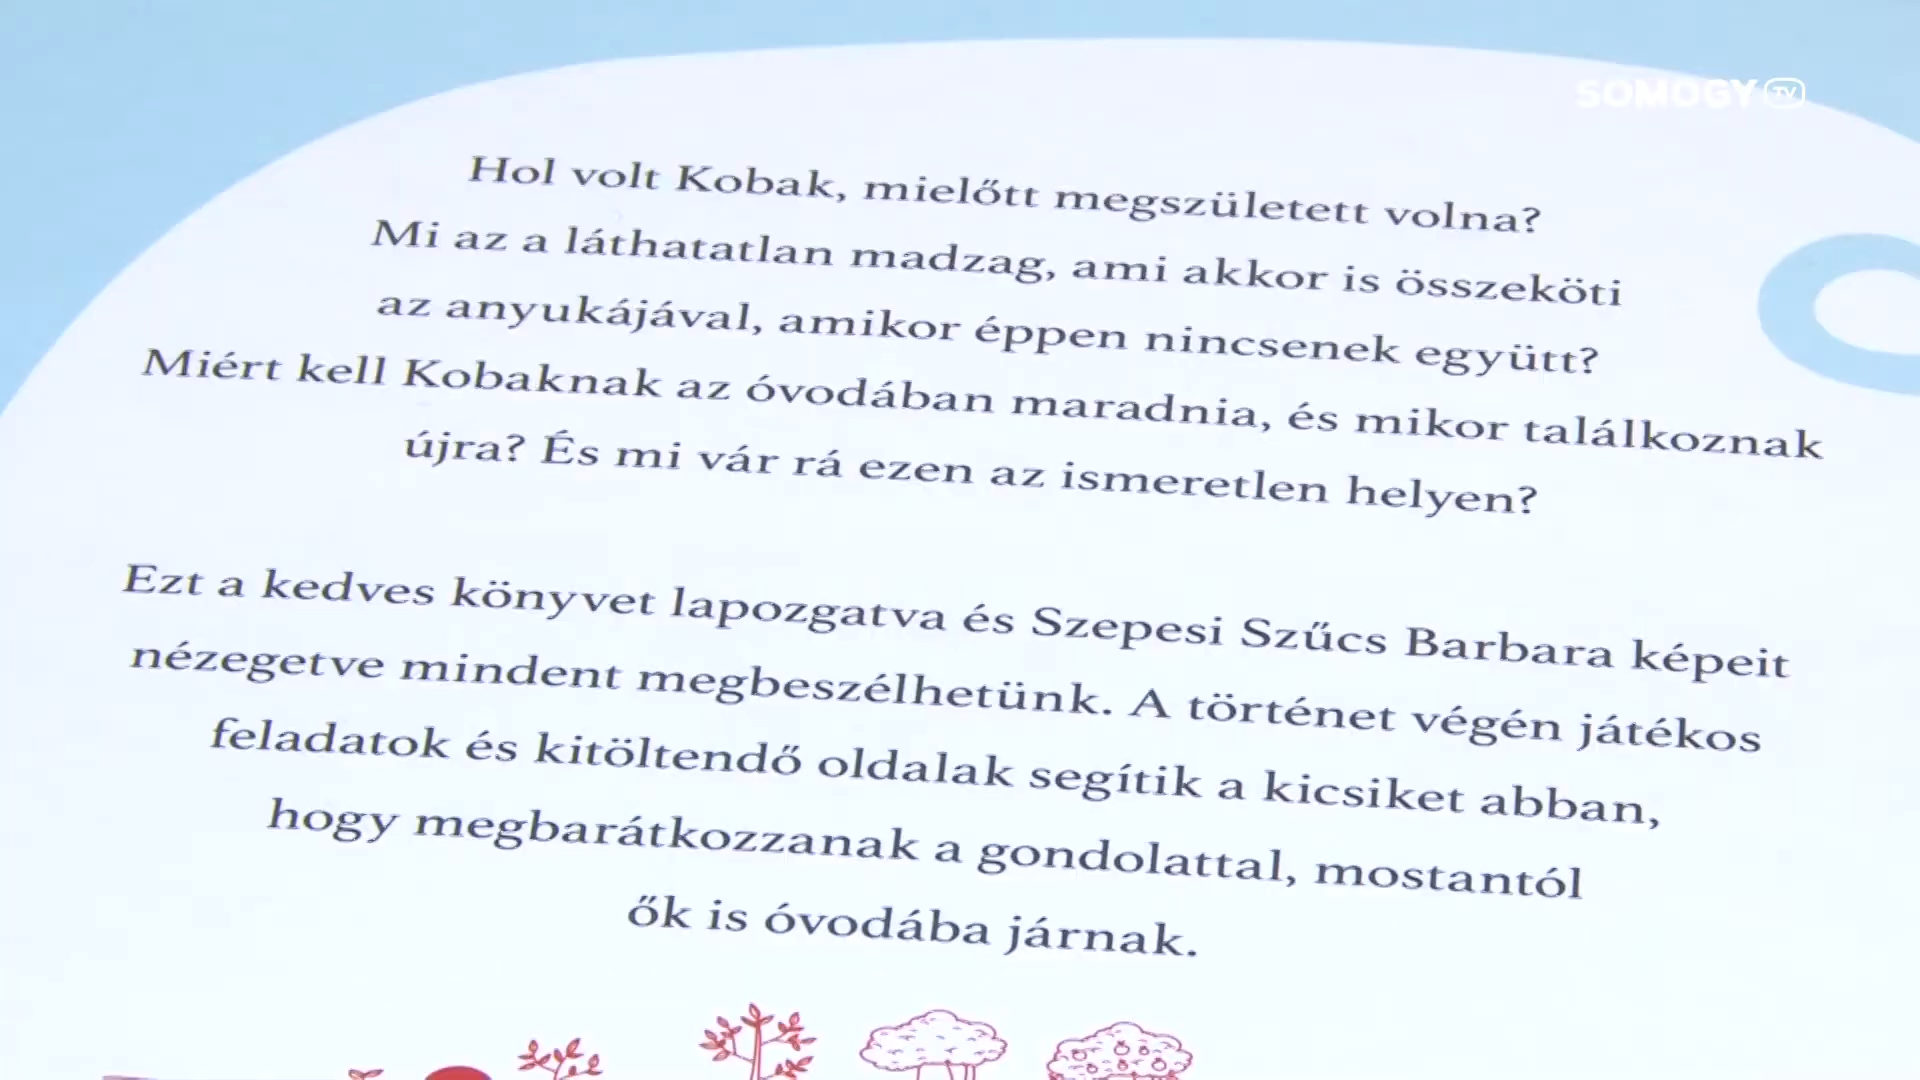 SOMOGY TV
Hol volt Kobak, mielőtt megszületett volna?
Mi az a láthatatlan madzag, ami akkor is összeköti
az anyukájával, amikor éppen nincsenek együtt?
Miért kell Kobaknak az óvodában maradnia, és mikor találkoznak
újra? És mi vár rá ezen az ismeretlen helyen?
Ezt a kedves könyvet lapozgatva és Szepesi Szűcs Barbara képeit
nézegetve mindent megbeszélhetünk. A történet végén játékos
feladatok és kitöltendő oldalak segítik a kicsiket abban,
hogy megbarátkozzanak a gondolattal, mostantól
ők is óvodába járnak.